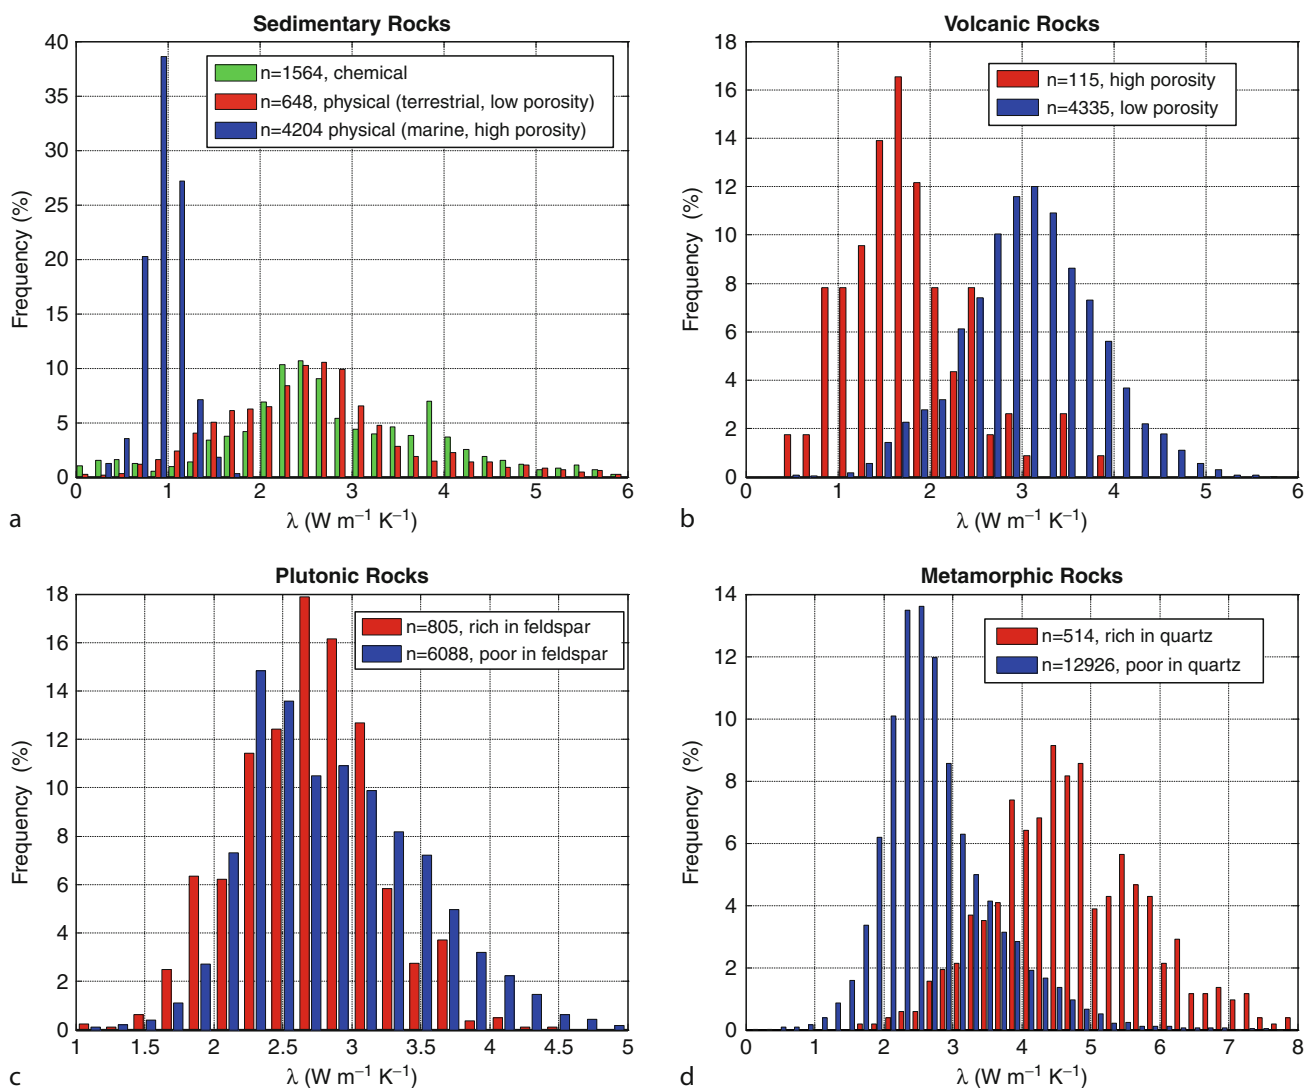 Sedimentary Rocks
40
35
30
25
20
15
10
5
0
Frequency (%)
n=1564, chemical
n=648, physical (terrestrial, low porosity)
n=4204 physical (marine, high porosity)
0 1 2 3 4 5 6
λ (W m⁻¹ K⁻¹)
a
Volcanic Rocks
18
16
14
12
10
8
6
4
2
0
Frequency (%)
n=115, high porosity
n=4335, low porosity
0 1 2 3 4 5 6
λ (W m⁻¹ K⁻¹)
b
Plutonic Rocks
18
16
14
12
10
8
6
4
2
0
Frequency (%)
n=805, rich in feldspar
n=6088, poor in feldspar
1 1.5 2 2.5 3 3.5 4 4.5 5
λ (W m⁻¹ K⁻¹)
c
Metamorphic Rocks
14
12
10
8
6
4
2
0
Frequency (%)
n=514, rich in quartz
n=12926, poor in quartz
0 1 2 3 4 5 6 7 8
λ (W m⁻¹ K⁻¹)
d